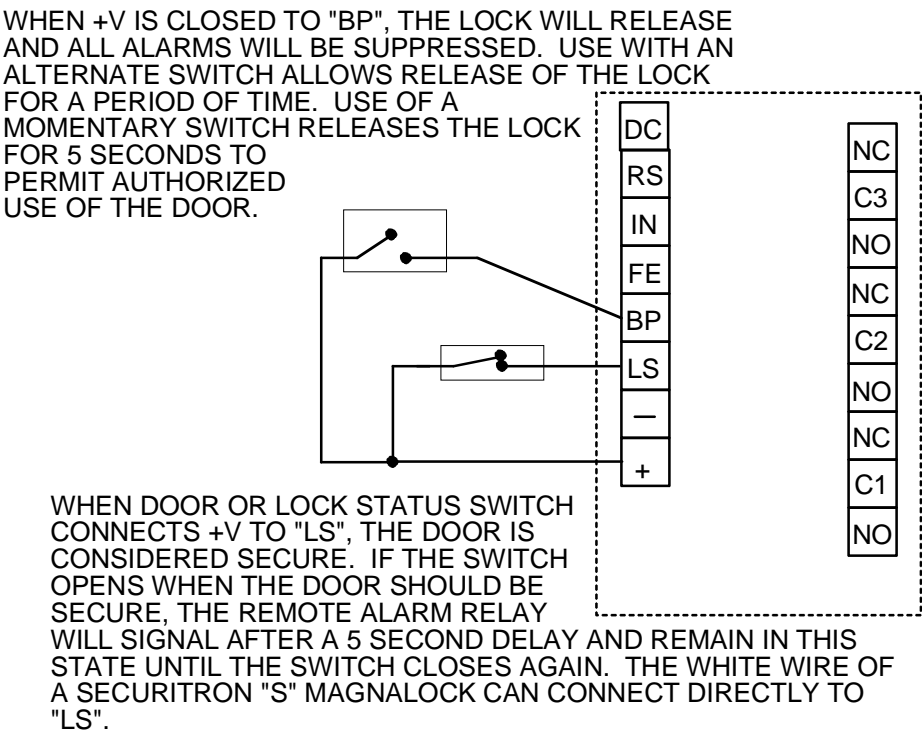 WHEN +V IS CLOSED TO "BP", THE LOCK WILL RELEASE
AND ALL ALARMS WILL BE SUPPRESSED.  USE WITH AN
ALTERNATE SWITCH ALLOWS RELEASE OF THE LOCK
FOR A PERIOD OF TIME.  USE OF A
MOMENTARY SWITCH RELEASES THE LOCK
FOR 5 SECONDS TO
PERMIT AUTHORIZED
USE OF THE DOOR.
DC
RS
IN
FE
BP
LS
—
+
NC
C3
NO
NC
C2
NO
NC
C1
NO
WHEN DOOR OR LOCK STATUS SWITCH
CONNECTS +V TO "LS", THE DOOR IS
CONSIDERED SECURE.  IF THE SWITCH
OPENS WHEN THE DOOR SHOULD BE
SECURE, THE REMOTE ALARM RELAY
WILL SIGNAL AFTER A 5 SECOND DELAY AND REMAIN IN THIS
STATE UNTIL THE SWITCH CLOSES AGAIN.  THE WHITE WIRE OF
A SECURITRON "S" MAGNALOCK CAN CONNECT DIRECTLY TO
"LS".